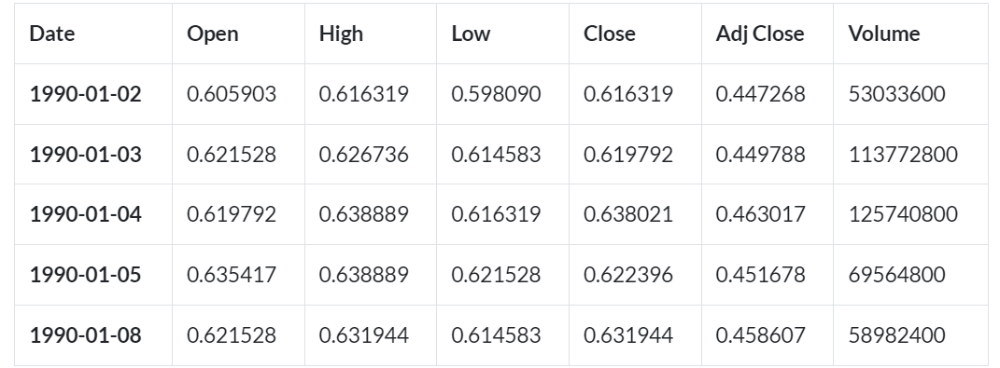 Date Open High Low Close Adj Close Volume
1990-01-02 0.605903 0.616319 0.598090 0.616319 0.447268 53033600
1990-01-03 0.621528 0.626736 0.614583 0.619792 0.449788 113772800
1990-01-04 0.619792 0.638889 0.616319 0.638021 0.463017 125740800
1990-01-05 0.635417 0.638889 0.621528 0.622396 0.451678 69564800
1990-01-08 0.621528 0.631944 0.614583 0.631944 0.458607 58982400